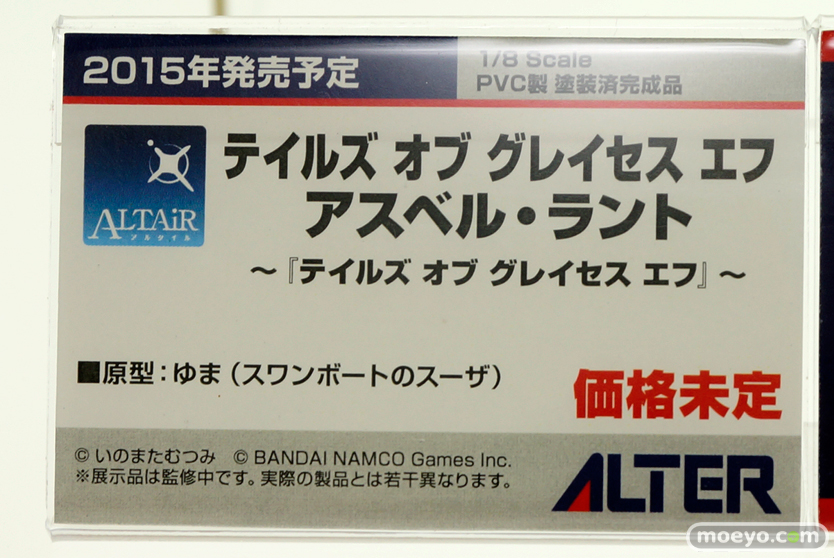 2015年発売予定
1/8 Scale
PVC製 塗装済完成品
ALTAiR
アルタイル
テイルズ オブ グレイセス エフ
アスベル・ラント
～『テイルズ オブ グレイセス エフ』～
■原型：ゆま（スワンボートのスーザ）
価格未定
© いのまたむつみ © BANDAI NAMCO Games Inc.
※展示品は監修中です。実際の製品とは若干異なります。
ALTER
moeyo.com